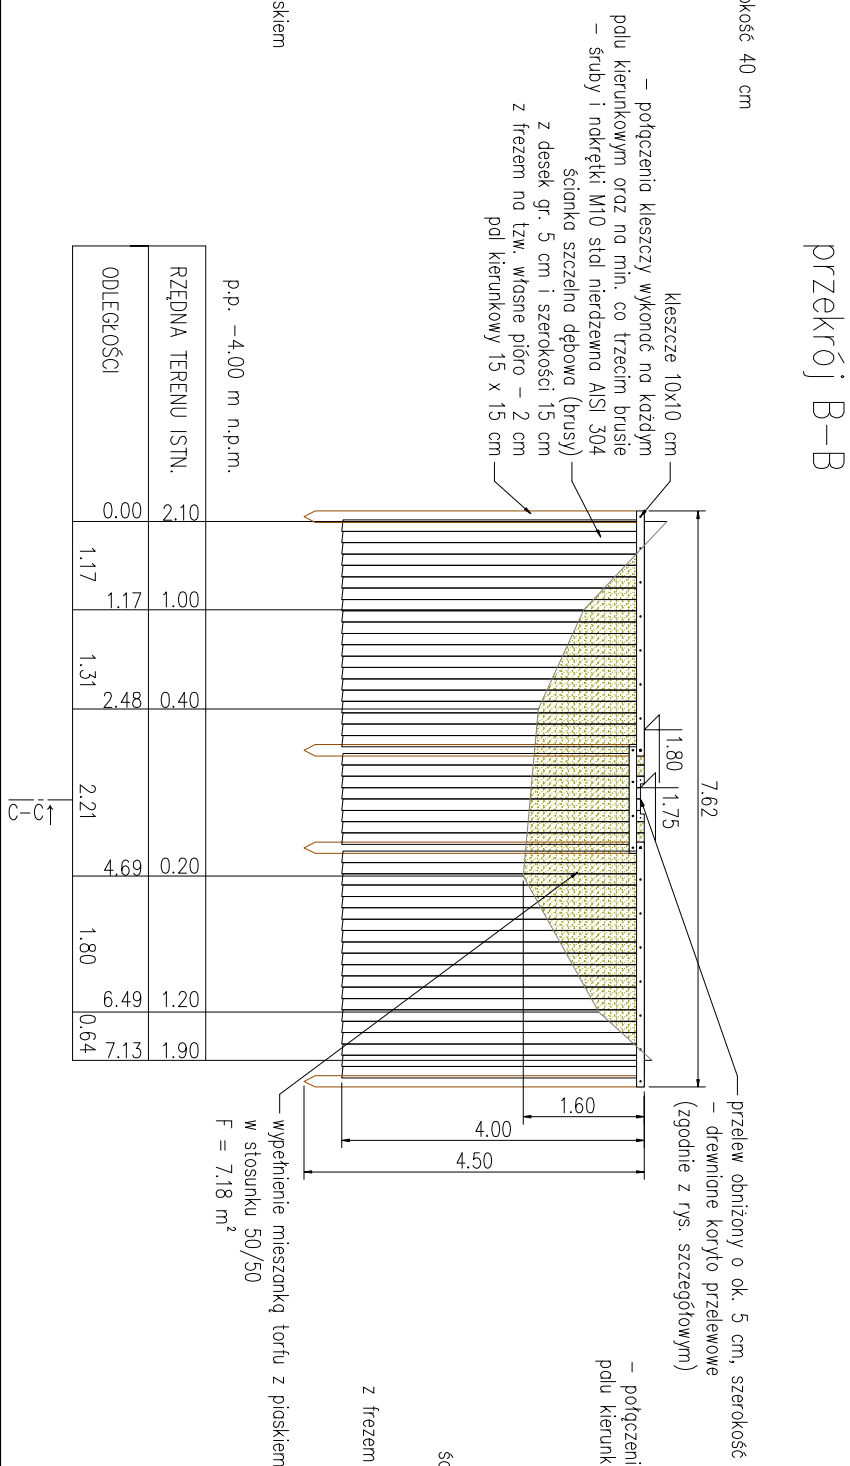 przekrój B–B
okość 40 cm
skiem
kleszcze 10x10 cm
– połączenia kleszczy wykonać na każdym
palu kierunkowym oraz na min. co trzecim brusie
– śruby i nakrętki M10 stal nierdzewna AISI 304
ścianka szczelna dębowa (brusy)
z desek gr. 5 cm i szerokości 15 cm
z frezem na tzw. własne pióro – 2 cm
pal kierunkowy 15 x 15 cm
7.62
1.80
1.75
przelew obniżony o ok. 5 cm, szerokość
– drewniane koryto przelewowe
(zgodnie z rys. szczegółowym)
1.60
4.00
4.50
wypełnienie mieszanką torfu z piaskiem
w stosunku 50/50
F = 7.18 m²
p.p. –4.00 m n.p.m.
RZĘDNA TERENU ISTN.
2.10 1.00 0.40 0.20 1.20 1.90
ODLEGŁOŚCI
0.00 1.17 2.48 4.69 6.49 7.13
1.17 1.31 2.21 1.80 0.64
C–C
– połączeni
palu kierunk
śc
z frezem